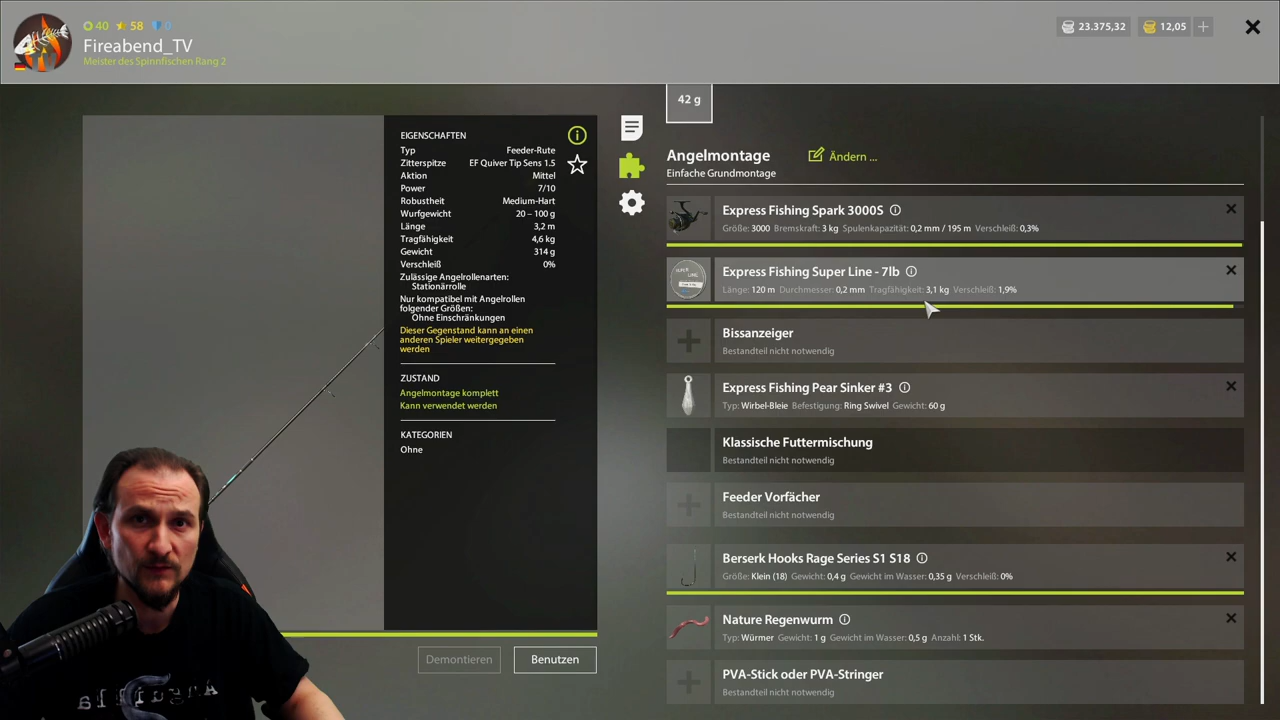 40 58 0
Fireabend_TV
Meister des Spinnfischen Rang 2
23.375,32 12,05
42 g
EIGENSCHAFTEN
Typ Feeder-Rute
Zitterspitze EF Quiver Tip Sens 1.5
Aktion Mittel
Power 7/10
Robustheit Medium-Hart
Wurfgewicht 20 – 100 g
Länge 3,2 m
Tragfähigkeit 4,6 kg
Gewicht 314 g
Verschleiß 0%
Zulässige Angelrollenarten:
Stationärrolle
Nur kompatibel mit Angelrollen
folgender Größen:
Ohne Einschränkungen
Dieser Gegenstand kann an einen
anderen Spieler weitergegeben
werden
ZUSTAND
Angelmontage komplett
Kann verwendet werden
KATEGORIEN
Ohne
Demontieren
Benutzen
Angelmontage Ändern ...
Einfache Grundmontage
Express Fishing Spark 3000S
Größe: 3000 Bremskraft: 3 kg Spulenkapazität: 0,2 mm / 195 m Verschleiß: 0,3%
Express Fishing Super Line - 7lb
Länge: 120 m Durchmesser: 0,2 mm Tragfähigkeit: 3,1 kg Verschleiß: 1,9%
Bissanzeiger
Bestandteil nicht notwendig
Express Fishing Pear Sinker #3
Typ: Wirbel-Bleie Befestigung: Ring Swivel Gewicht: 60 g
Klassische Futtermischung
Bestandteil nicht notwendig
Feeder Vorfächer
Bestandteil nicht notwendig
Berserk Hooks Rage Series S1 S18
Größe: Klein (18) Gewicht: 0,4 g Gewicht im Wasser: 0,35 g Verschleiß: 0%
Nature Regenwurm
Typ: Würmer Gewicht: 1 g Gewicht im Wasser: 0,5 g Anzahl: 1 Stk.
PVA-Stick oder PVA-Stringer
Bestandteil nicht notwendig